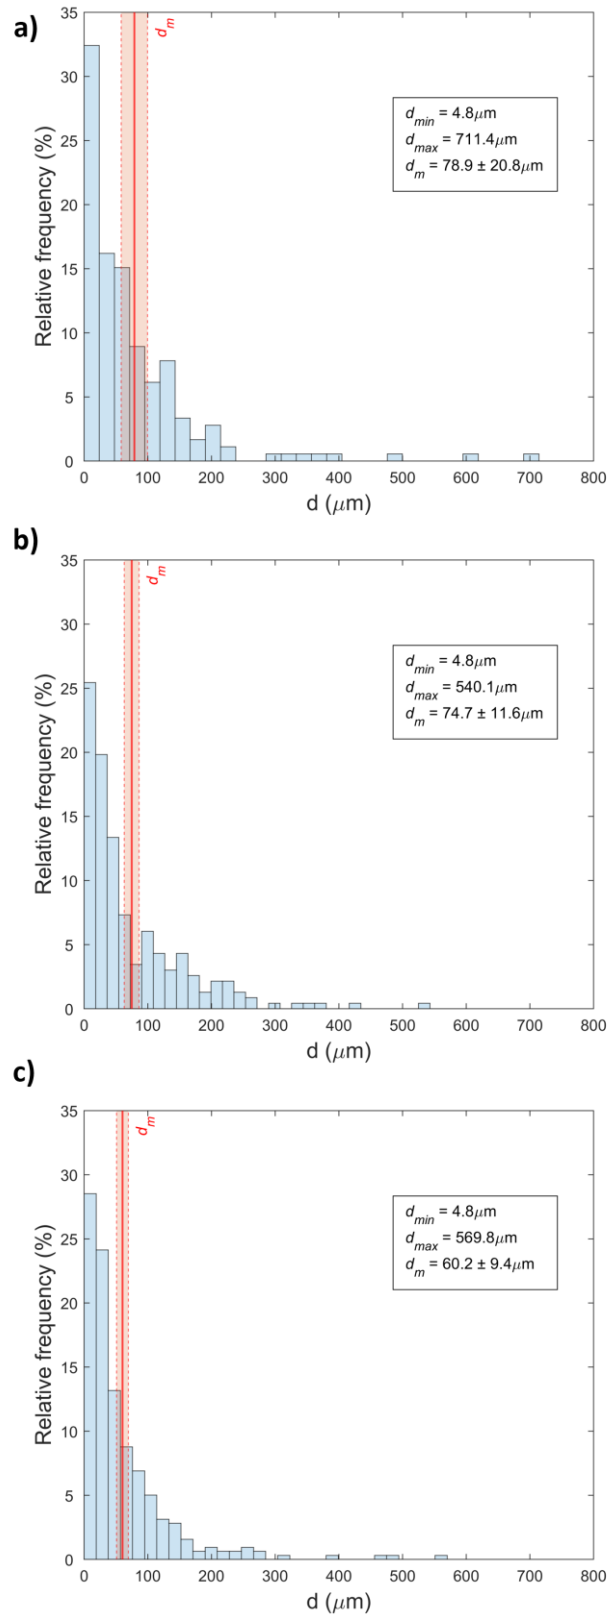 a)
d_m
35
30
25
20
15
10
5
0
Relative frequency (%)
d_min = 4.8μm
d_max = 711.4μm
d_m = 78.9 ± 20.8μm
0 100 200 300 400 500 600 700 800
d (μm)
b)
d_m
35
30
25
20
15
10
5
0
Relative frequency (%)
d_min = 4.8μm
d_max = 540.1μm
d_m = 74.7 ± 11.6μm
0 100 200 300 400 500 600 700 800
d (μm)
c)
d_m
35
30
25
20
15
10
5
0
Relative frequency (%)
d_min = 4.8μm
d_max = 569.8μm
d_m = 60.2 ± 9.4μm
0 100 200 300 400 500 600 700 800
d (μm)